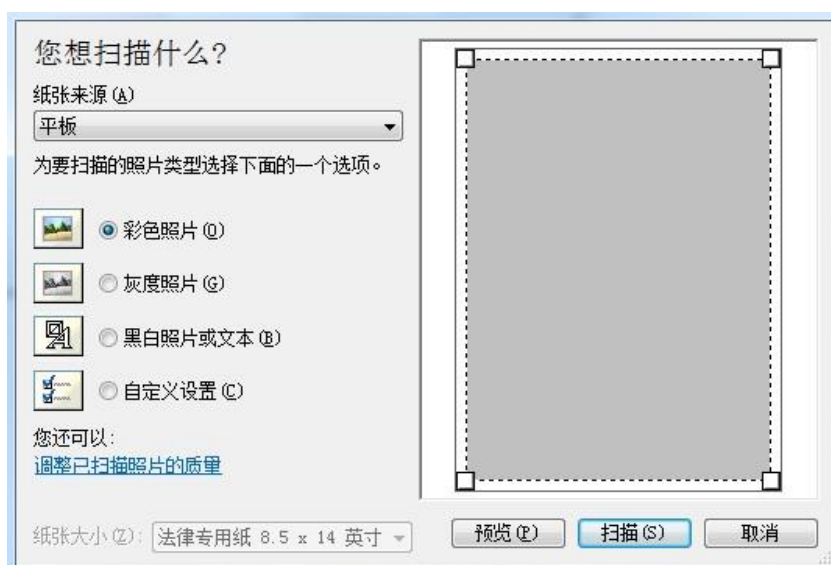 您想扫描什么?
纸张来源(A)
平板
为要扫描的照片类型选择下面的一个选项。
彩色照片(O)
灰度照片(G)
黑白照片或文本(B)
自定义设置(C)
您还可以:
调整已扫描照片的质量
纸张大小(Z): 法律专用纸 8.5 x 14 英寸
预览(P) 扫描(S) 取消